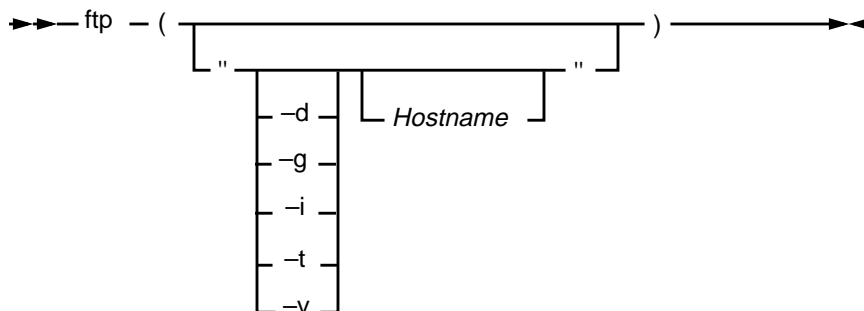 ftp ( )
" "
–d
Hostname
–g
–i
–t
–v